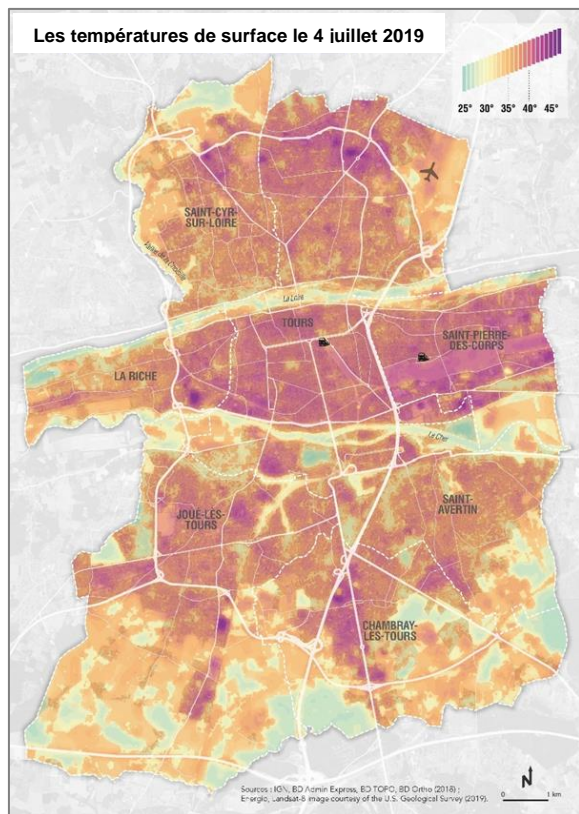 Les températures de surface le 4 juillet 2019
25° 30° 35° 40° 45°
SAINT-CYR-
SUR-LOIRE
La Loire
TOURS
SAINT-PIERRE-
DES-CORPS
LA RICHE
Le Cher
JOUE-LES-
TOURS
SAINT-
AVERTIN
CHAMBRAY-
LES-TOURS
Sources : IGN, BD Admin Express, BD TOPO, BD Ortho (2018) ;
Energio, Landsat-8 image courtesy of the U.S. Geological Survey (2019).
N
0 1 km